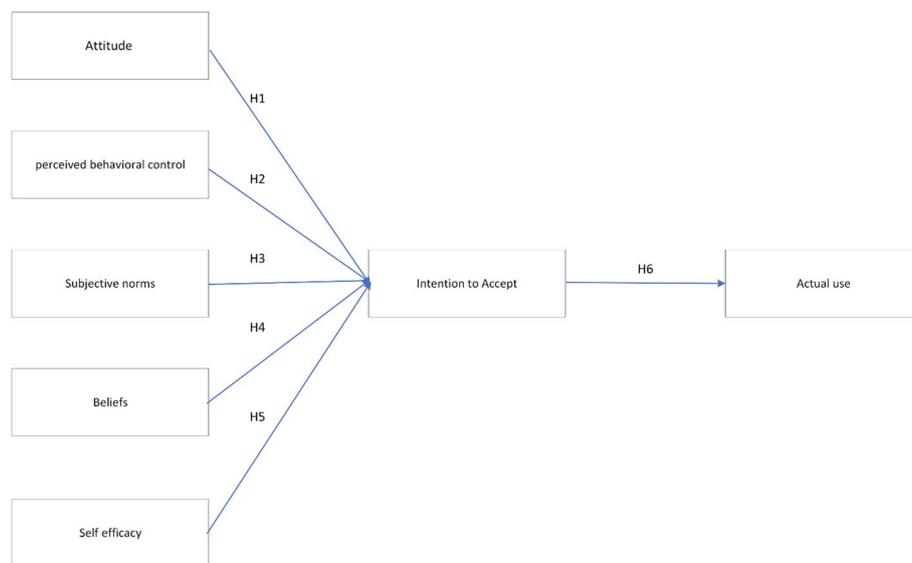 Attitude
H1
perceived behavioral control
H2
Subjective norms
H3
Intention to Accept
H6
Actual use
H4
Beliefs
H5
Self efficacy